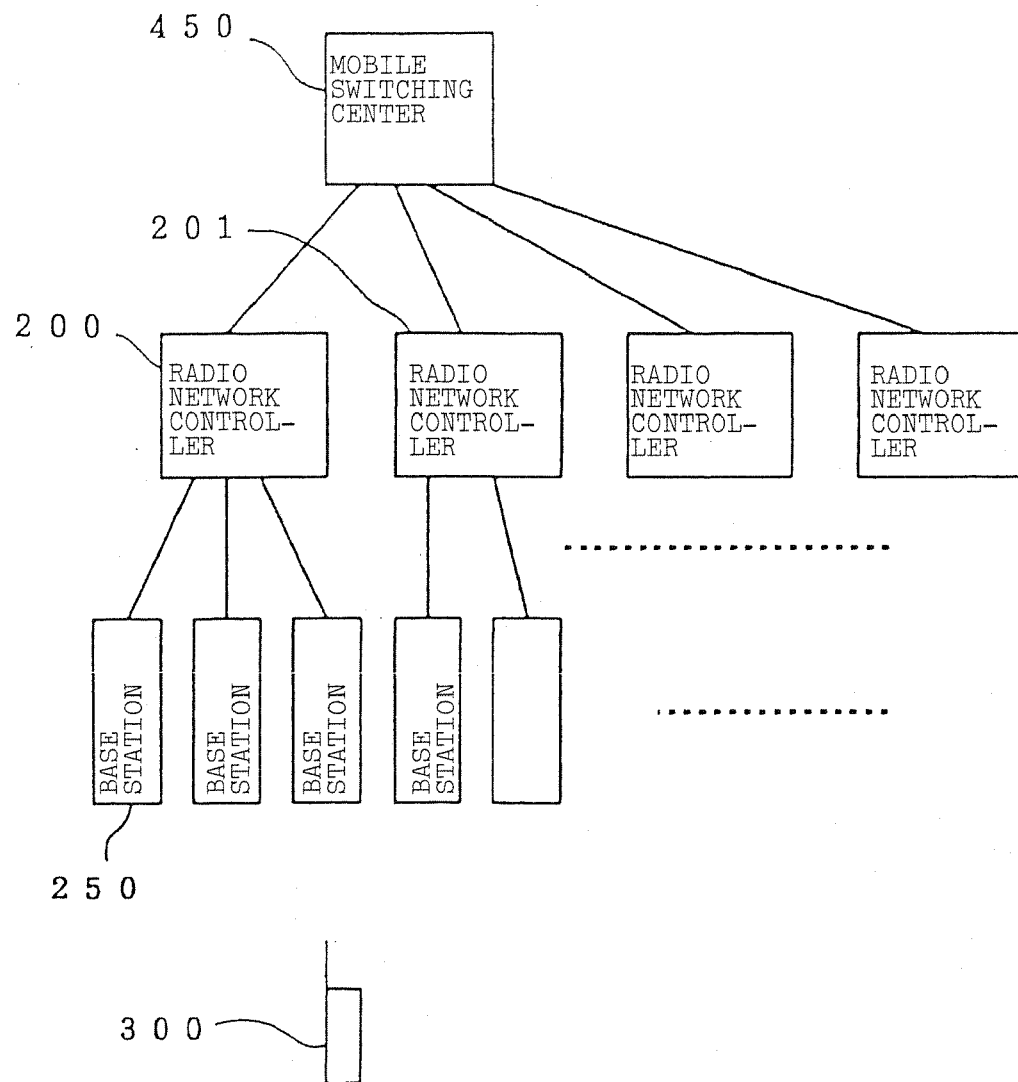 450
MOBILE
SWITCHING
CENTER
201
200
RADIO
NETWORK
CONTROL-
LER
RADIO
NETWORK
CONTROL-
LER
RADIO
NETWORK
CONTROL-
LER
RADIO
NETWORK
CONTROL-
LER
BASE
STATION
BASE
STATION
BASE
STATION
BASE
STATION
250
300